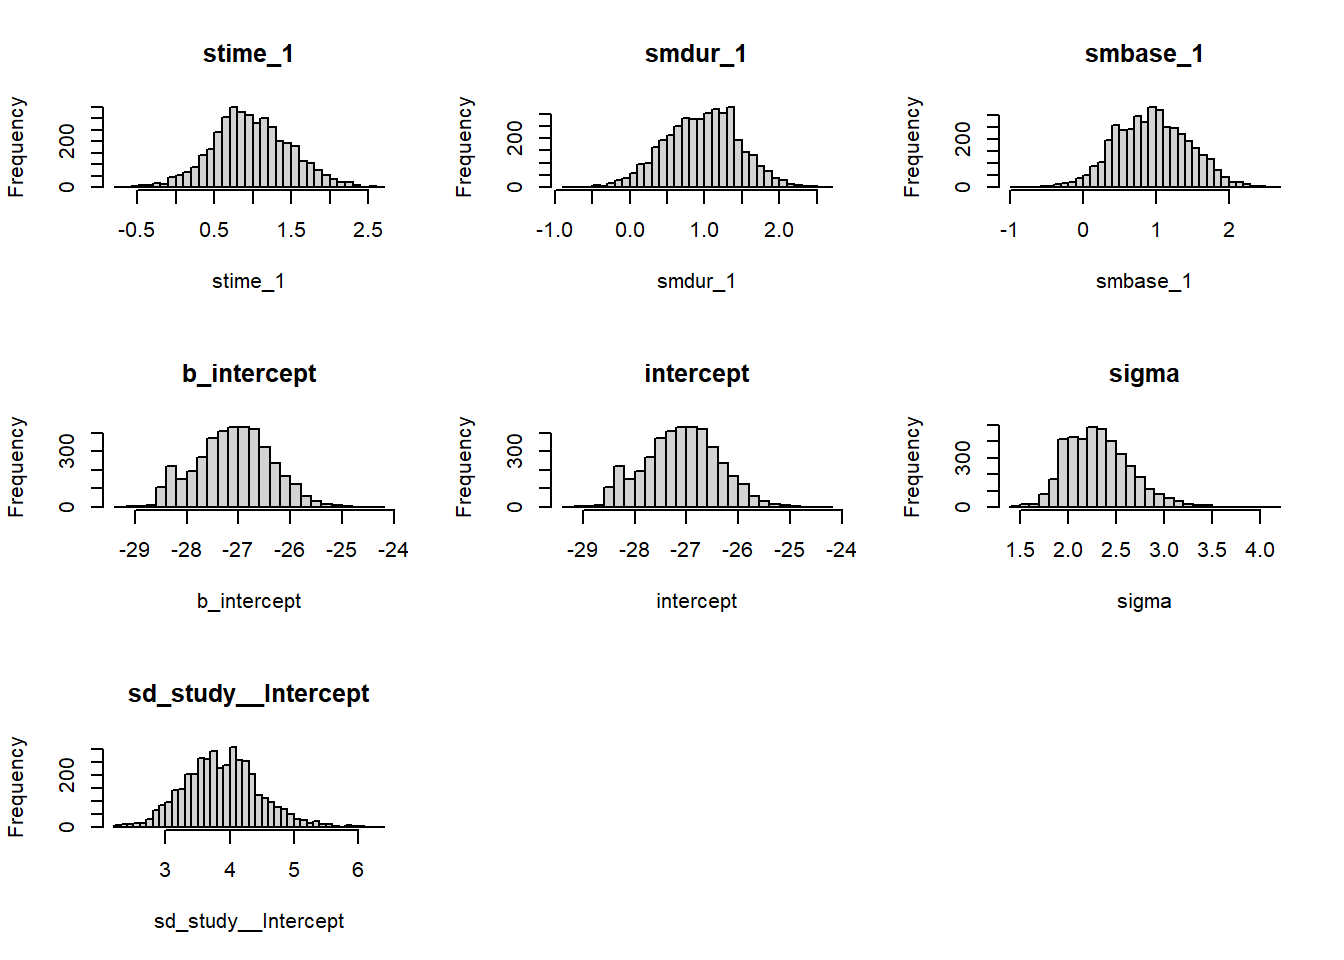 stime_1
Frequency
0 200
-0.5 0.5 1.5 2.5
stime_1
smdur_1
Frequency
0 200
-1.0 0.0 1.0 2.0
smdur_1
smbase_1
Frequency
0 200
-1 0 1 2
smbase_1
b_intercept
Frequency
0 300
-29 -28 -27 -26 -25 -24
b_intercept
intercept
Frequency
0 300
-29 -28 -27 -26 -25 -24
intercept
sigma
Frequency
0 300
1.5 2.0 2.5 3.0 3.5 4.0
sigma
sd_study__Intercept
Frequency
0 200
3 4 5 6
sd_study__Intercept